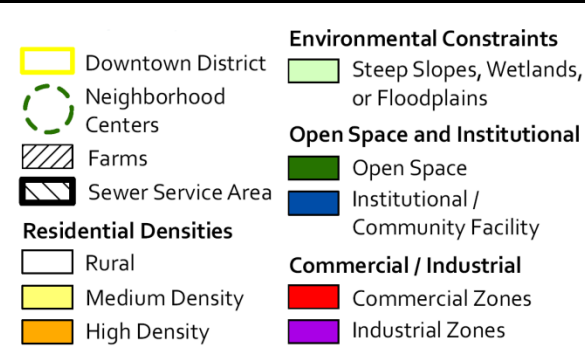 Downtown District
Neighborhood
Centers
Farms
Sewer Service Area
Residential Densities
Rural
Medium Density
High Density
Environmental Constraints
Steep Slopes, Wetlands,
or Floodplains
Open Space and Institutional
Open Space
Institutional /
Community Facility
Commercial / Industrial
Commercial Zones
Industrial Zones